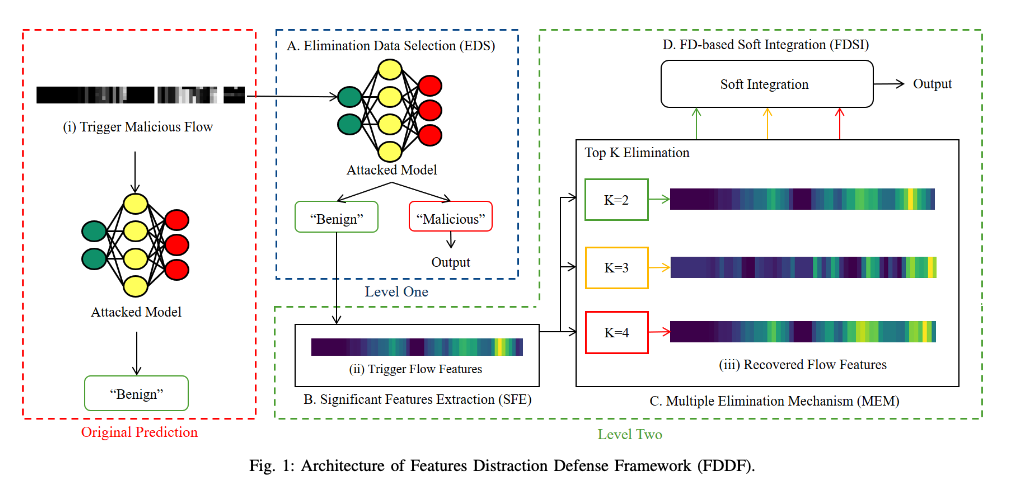 (i) Trigger Malicious Flow
Attacked Model
“Benign”
Original Prediction
A. Elimination Data Selection (EDS)
Attacked Model
“Benign”
“Malicious”
Output
Level One
(ii) Trigger Flow Features
B. Significant Features Extraction (SFE)
D. FD-based Soft Integration (FDSI)
Soft Integration
Output
Top K Elimination
K=2
K=3
K=4
(iii) Recovered Flow Features
C. Multiple Elimination Mechanism (MEM)
Level Two
Fig. 1: Architecture of Features Distraction Defense Framework (FDDF).